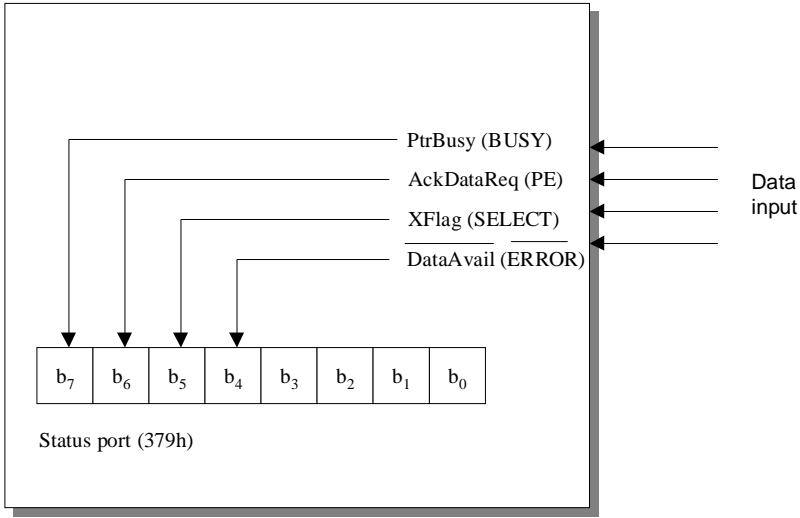 PtrBusy (BUSY)
AckDataReq (PE)
XFlag (SELECT)
DataAvail (ERROR)
Data
input
b7 b6 b5 b4 b3 b2 b1 b0
Status port (379h)